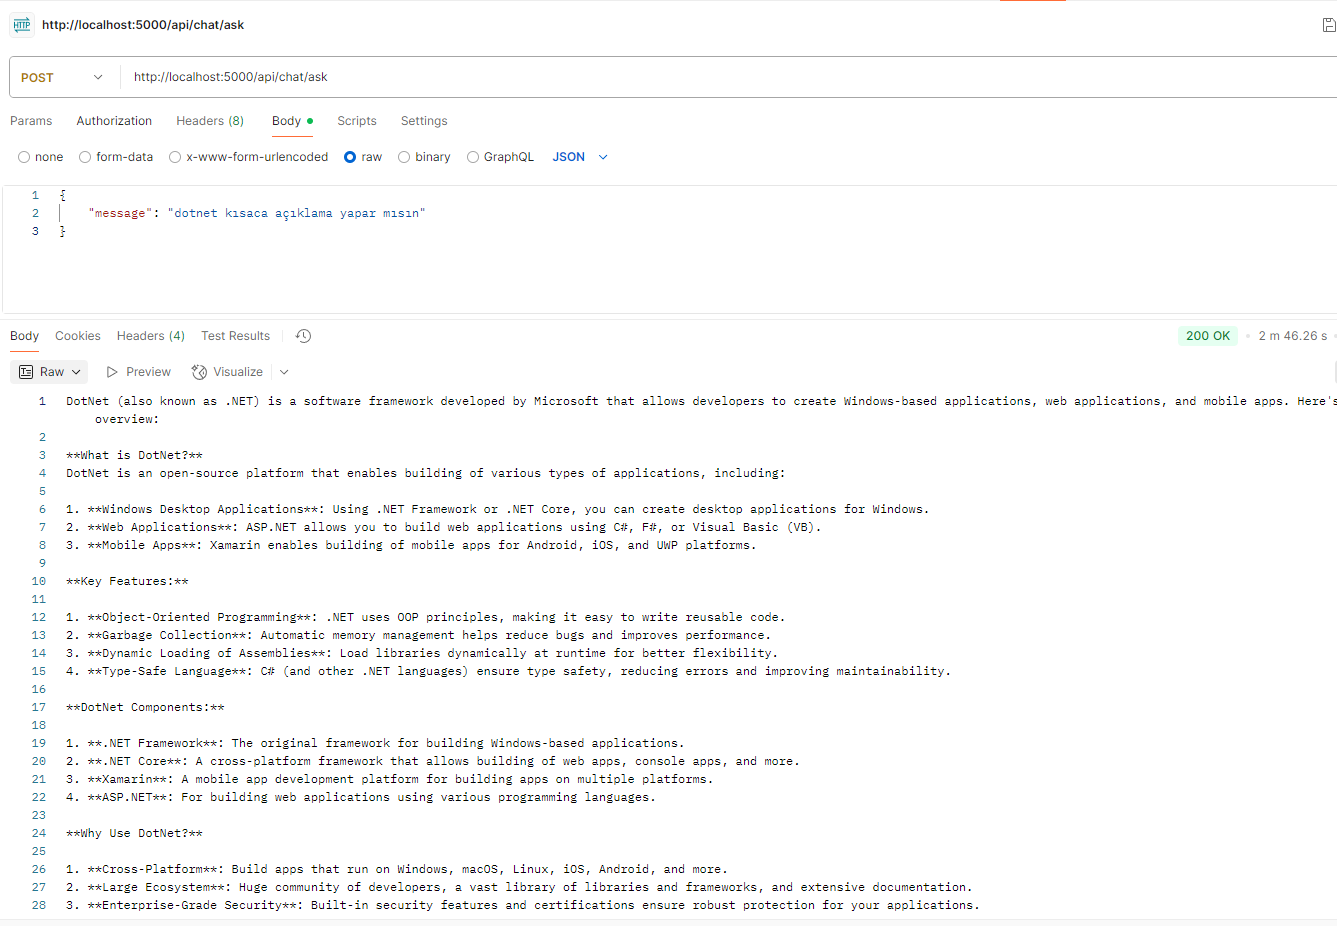 HTTP http://localhost:5000/api/chat/ask
POST http://localhost:5000/api/chat/ask
Params Authorization Headers (8) Body Scripts Settings
none form-data x-www-form-urlencoded raw binary GraphQL JSON
1 {
2 "message": "dotnet kısaca açıklama yapar mısın"
3 }
Body Cookies Headers (4) Test Results 200 OK 2 m 46.26 s
Raw Preview Visualize
1 DotNet (also known as .NET) is a software framework developed by Microsoft that allows developers to create Windows-based applications, web applications, and mobile apps. Here's
overview:
2
3 **What is DotNet?**
4 DotNet is an open-source platform that enables building of various types of applications, including:
5
6 1. **Windows Desktop Applications**: Using .NET Framework or .NET Core, you can create desktop applications for Windows.
7 2. **Web Applications**: ASP.NET allows you to build web applications using C#, F#, or Visual Basic (VB).
8 3. **Mobile Apps**: Xamarin enables building of mobile apps for Android, iOS, and UWP platforms.
9
10 **Key Features:**
11
12 1. **Object-Oriented Programming**: .NET uses OOP principles, making it easy to write reusable code.
13 2. **Garbage Collection**: Automatic memory management helps reduce bugs and improves performance.
14 3. **Dynamic Loading of Assemblies**: Load libraries dynamically at runtime for better flexibility.
15 4. **Type-Safe Language**: C# (and other .NET languages) ensure type safety, reducing errors and improving maintainability.
16
17 **DotNet Components:**
18
19 1. **.NET Framework**: The original framework for building Windows-based applications.
20 2. **.NET Core**: A cross-platform framework that allows building of web apps, console apps, and more.
21 3. **Xamarin**: A mobile app development platform for building apps on multiple platforms.
22 4. **ASP.NET**: For building web applications using various programming languages.
23
24 **Why Use DotNet?**
25
26 1. **Cross-Platform**: Build apps that run on Windows, macOS, Linux, iOS, Android, and more.
27 2. **Large Ecosystem**: Huge community of developers, a vast library of libraries and frameworks, and extensive documentation.
28 3. **Enterprise-Grade Security**: Built-in security features and certifications ensure robust protection for your applications.